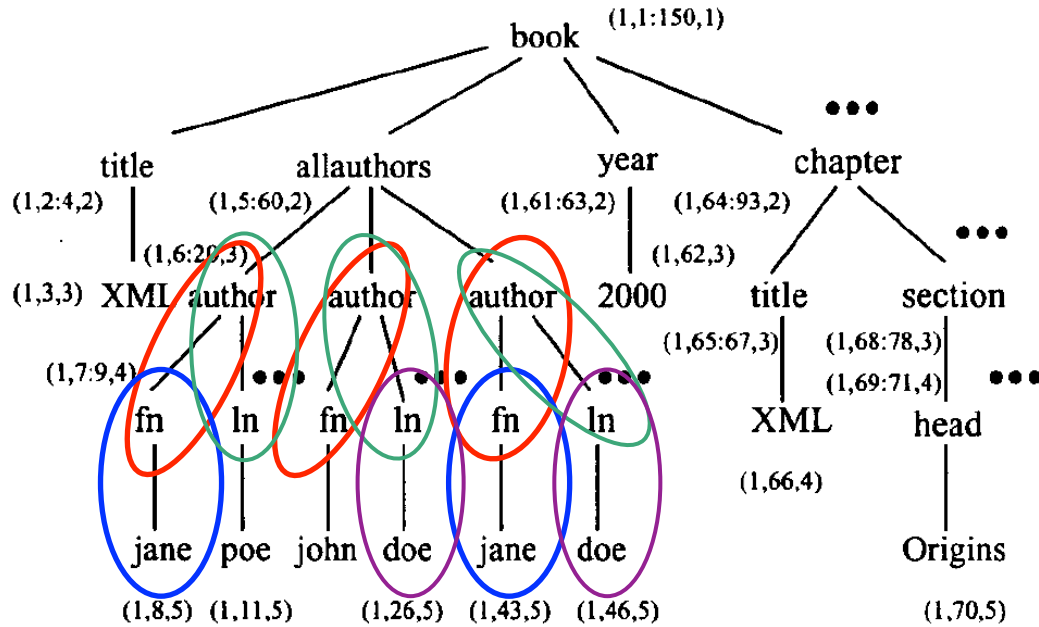 book (1,1:150,1)
title allauthors year chapter
(1,2:4,2) (1,5:60,2) (1,61:63,2) (1,64:93,2)
(1,6:20,3) (1,62,3)
(1,3,3) XML author author author 2000 title section
(1,65:67,3) (1,68:78,3)
(1,7:9,4) (1,69:71,4)
fn ln fn ln fn ln XML head
(1,66,4)
jane poe john doe jane doe Origins
(1,8,5) (1,11,5) (1,26,5) (1,43,5) (1,46,5) (1,70,5)